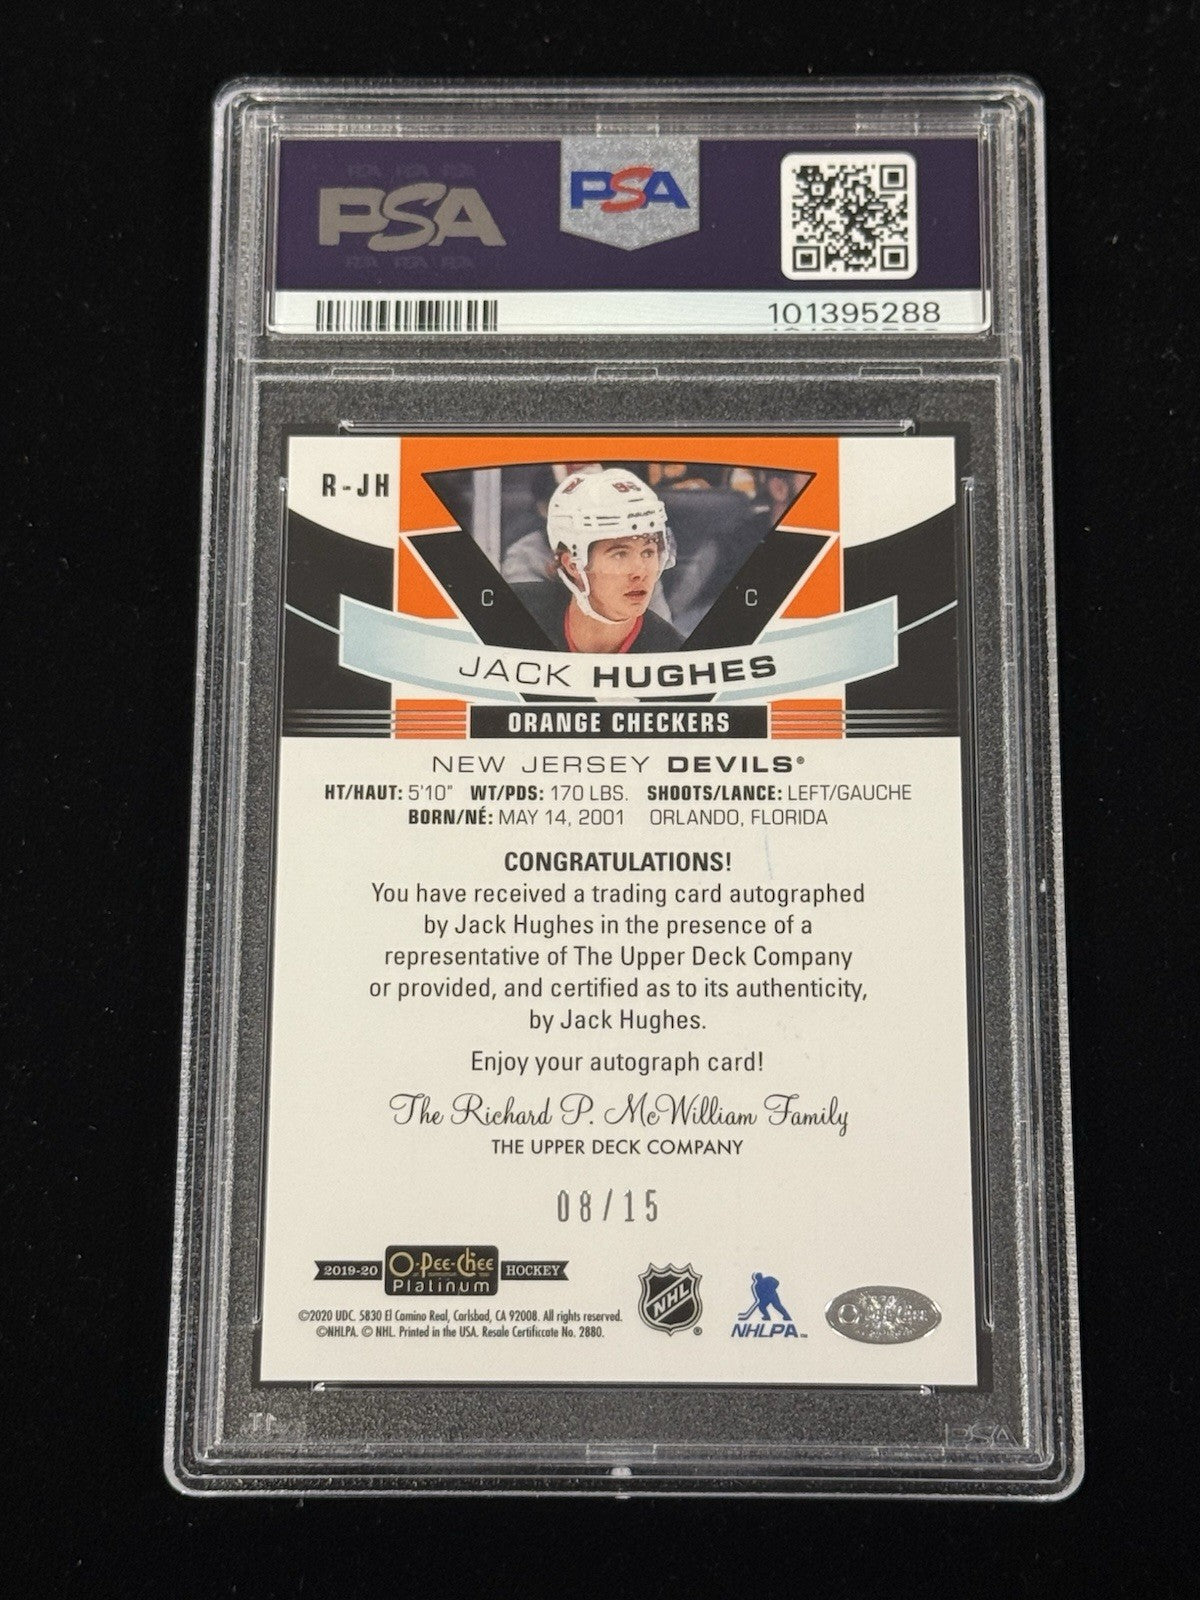 PSA
PSA
101395288
R-JH
C C
JACK HUGHES
ORANGE CHECKERS
NEW JERSEY DEVILS®
HT/HAUT: 5'10" WT/PDS: 170 LBS. SHOOTS/LANCE: LEFT/GAUCHE
BORN/NÉ: MAY 14, 2001 ORLANDO, FLORIDA
CONGRATULATIONS!
You have received a trading card autographed
by Jack Hughes in the presence of a
representative of The Upper Deck Company
or provided, and certified as to its authenticity,
by Jack Hughes.
Enjoy your autograph card!
The Richard P. McWilliam Family
THE UPPER DECK COMPANY
08/15
2019-20 O-Pee-Chee Platinum HOCKEY
©2020 UDC. 5830 El Camino Real, Carlsbad, CA 92008. All rights reserved.
©NHLPA. © NHL. Printed in the USA. Resale Certificate No. 2880.
NHL®
NHLPA™
PSA